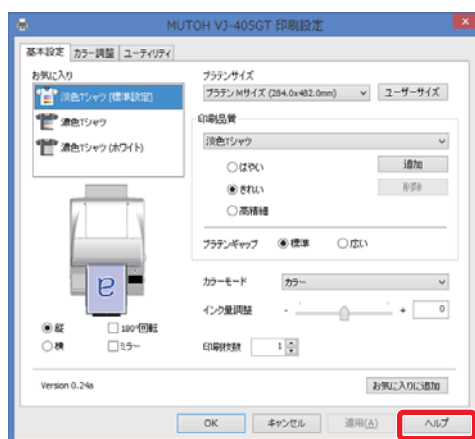 MUTOH VJ-405GT 印刷設定
基本設定 カラー調整 ユーティリティ
お気に入り
淡色Tシャツ [標準設定]
濃色Tシャツ
濃色Tシャツ (ホワイト)
a
縦 180°回転
横 ミラー
プラテンサイズ
プラテン Mサイズ (284.0x402.0mm) ユーザーサイズ
印刷品質
淡色Tシャツ
はやい 追加
きれい 削除
高精細
プラテンギャップ 標準 広い
カラーモード カラー
インク量調整 - + 0
印刷枚数 1
Version 0.24a お気に入りに追加
OK キャンセル 適用(A) ヘルプ